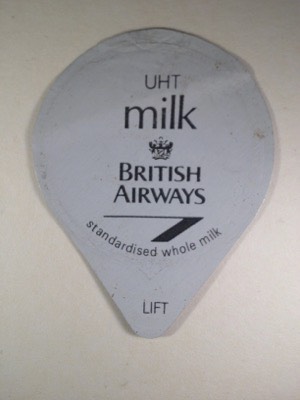 UHT
milk
BRITISH
AIRWAYS
standardised whole milk
LIFT